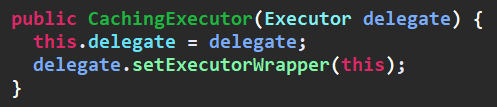 public CachingExecutor(Executor delegate) {
  this.delegate = delegate;
  delegate.setExecutorWrapper(this);
}